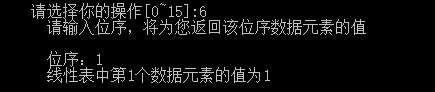 请选择你的操作[0~15]:6
请输入位序，将为您返回该位序数据元素的值
位序：1
线性表中第1个数据元素的值为1